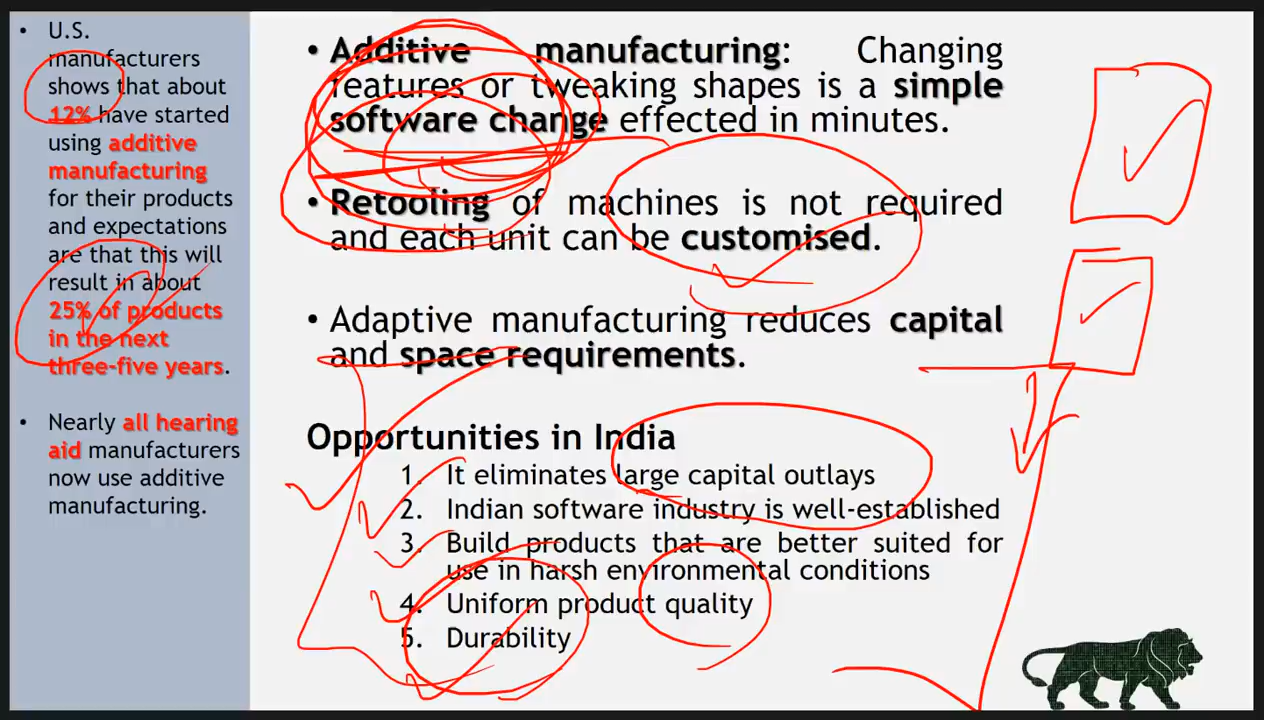 • U.S.
manufacturers
shows that about
12% have started
using additive
manufacturing
for their products
and expectations
are that this will
result in about
25% of products
in the next
three-five years.
• Nearly all hearing
aid manufacturers
now use additive
manufacturing.
• Additive manufacturing: Changing
features or tweaking shapes is a simple
software change effected in minutes.
• Retooling of machines is not required
and each unit can be customised.
• Adaptive manufacturing reduces capital
and space requirements.
Opportunities in India
1. It eliminates large capital outlays
2. Indian software industry is well-established
3. Build products that are better suited for
use in harsh environmental conditions
4. Uniform product quality
5. Durability